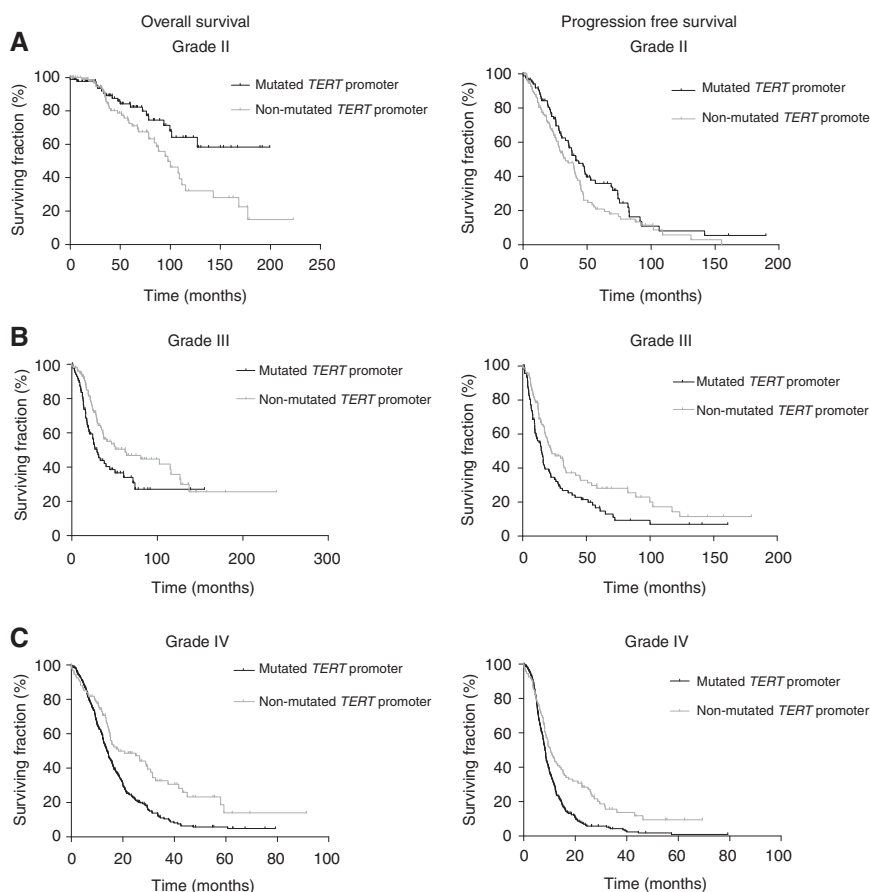 Overall survival
Progression free survival
A
Grade II
Surviving fraction (%)
100
80
60
40
20
0
0 50 100 150 200 250
Time (months)
Mutated TERT promoter
Non-mutated TERT promoter
Grade II
Surviving fraction (%)
100
80
60
40
20
0
0 50 100 150 200
Time (months)
Mutated TERT promoter
Non-mutated TERT promote
B
Grade III
Surviving fraction (%)
100
80
60
40
20
0
0 100 200 300
Time (months)
Mutated TERT promoter
Non-mutated TERT promoter
Grade III
Surviving fraction (%)
100
80
60
40
20
0
0 50 100 150 200
Time (months)
Mutated TERT promoter
Non-mutated TERT promoter
C
Grade IV
Surviving fraction (%)
100
80
60
40
20
0
0 20 40 60 80 100
Time (months)
Mutated TERT promoter
Non-mutated TERT promoter
Grade IV
Surviving fraction (%)
100
80
60
40
20
0
0 20 40 60 80 100
Time (months)
Mutated TERT promoter
Non-mutated TERT promoter